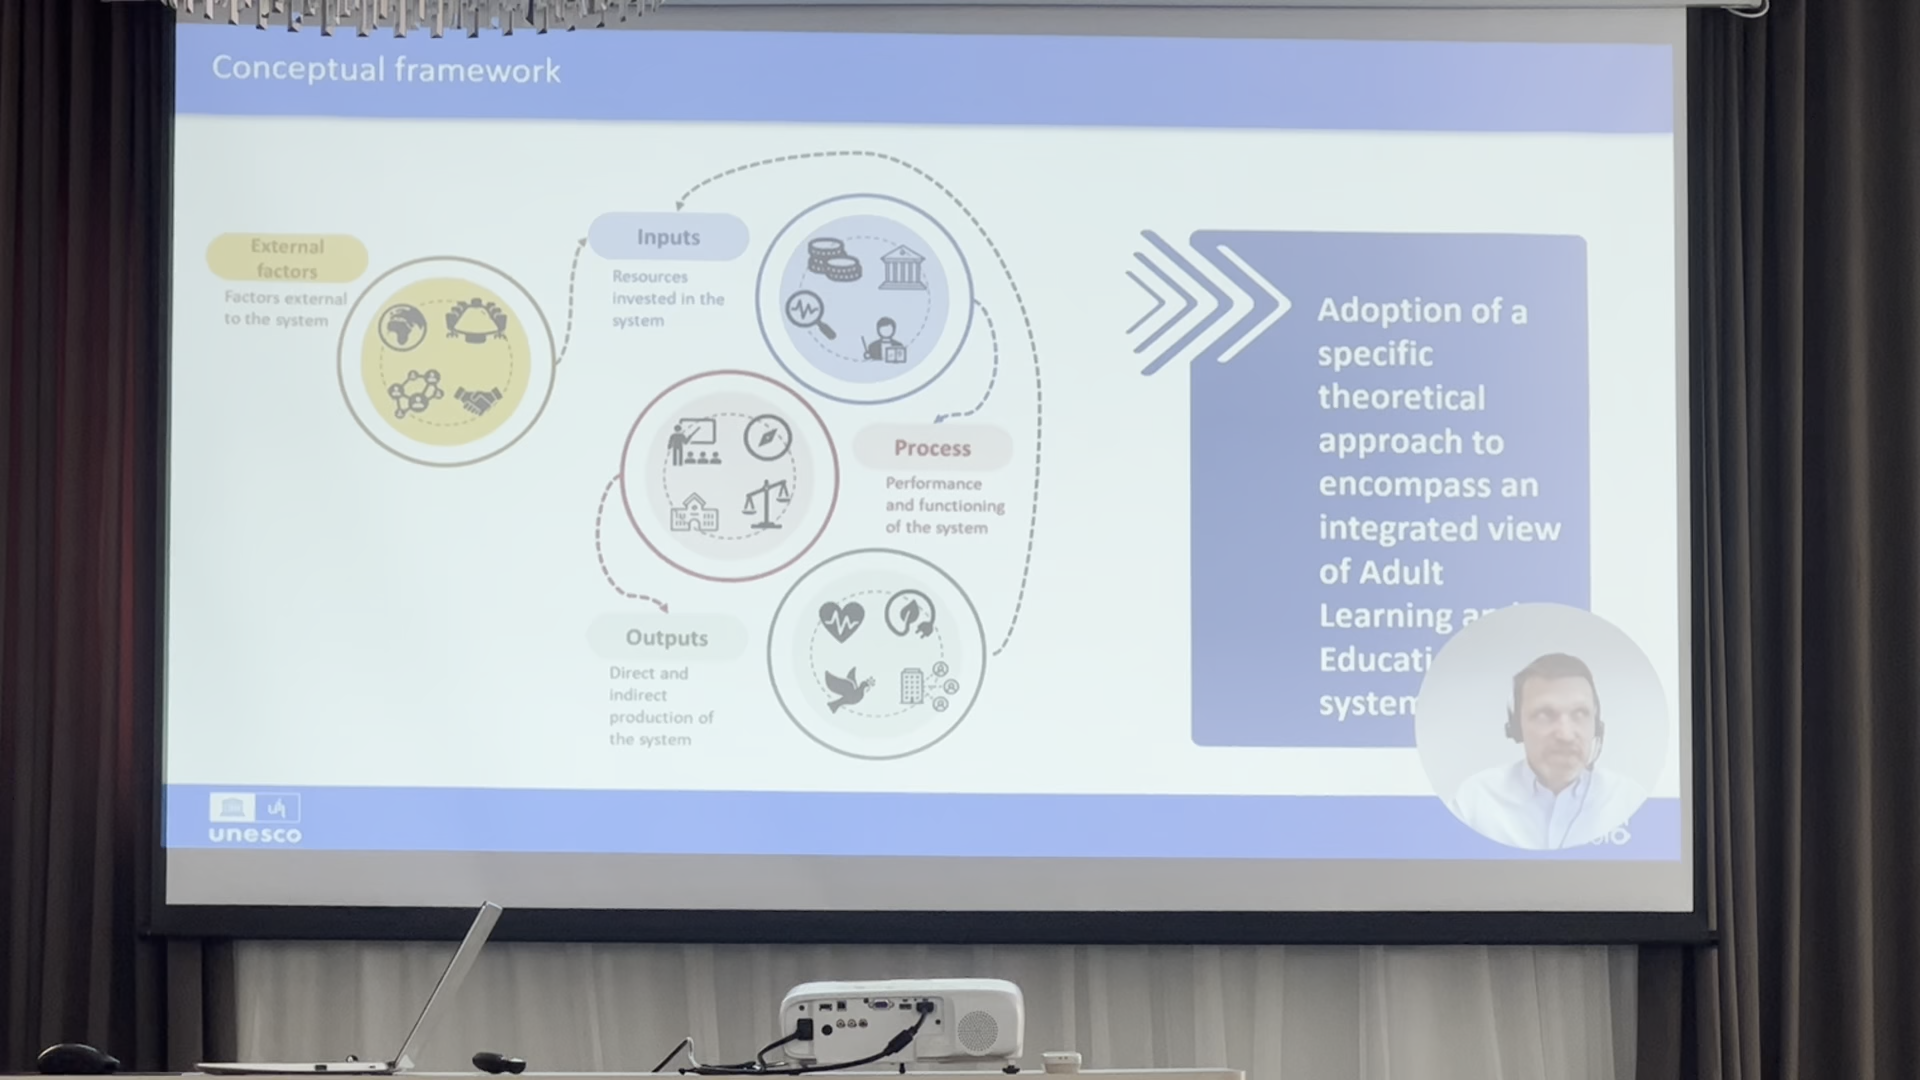 Conceptual framework
External
factors
Factors external
to the system
Inputs
Resources
invested in the
system
Process
Performance
and functioning
of the system
Outputs
Direct and
indirect
production of
the system
Adoption of a
specific
theoretical
approach to
encompass an
integrated view
of Adult
Learning
Educati
system
unesco